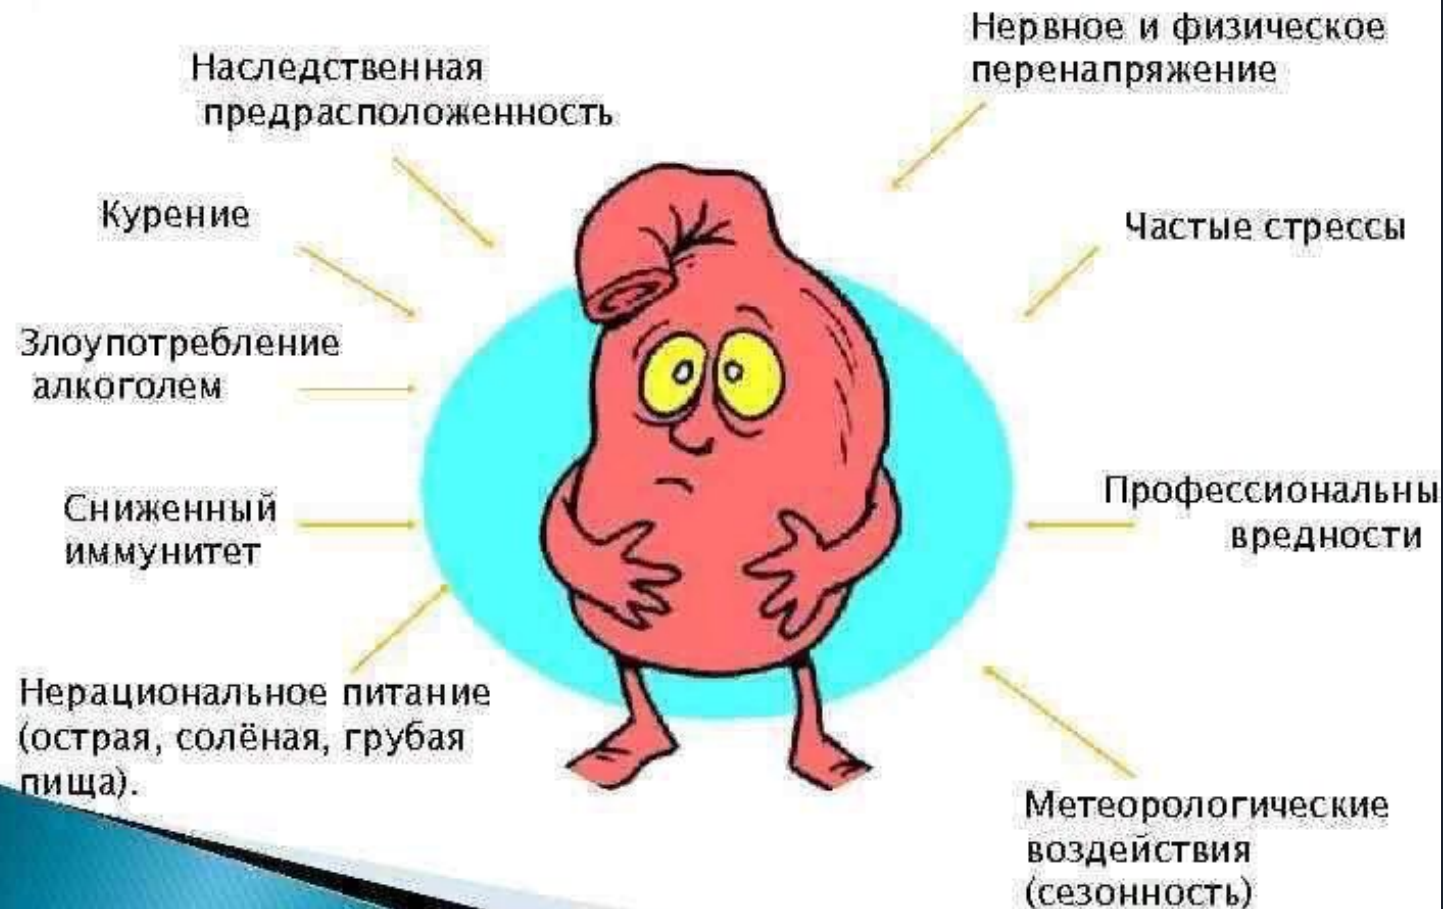 Нервное и физическое
перенапряжение
Наследственная
предрасположенность
Курение
Частые стрессы
Злоупотребление
алкоголем
Сниженный
иммунитет
Профессиональны
вредности
Нерациональное питание
(острая, солёная, грубая
пища).
Метеорологические
воздействия
(сезонность)